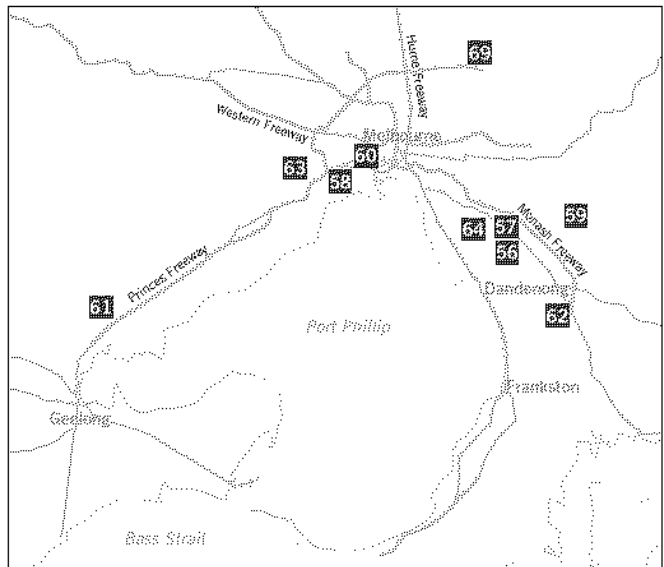 Hume Freeway
Western Freeway
Melbourne
60
63
58
59
Monash Freeway
64
57
56
Princes Freeway
Dandenong
61
62
Port Phillip
Frankston
Geelong
Bass Strait